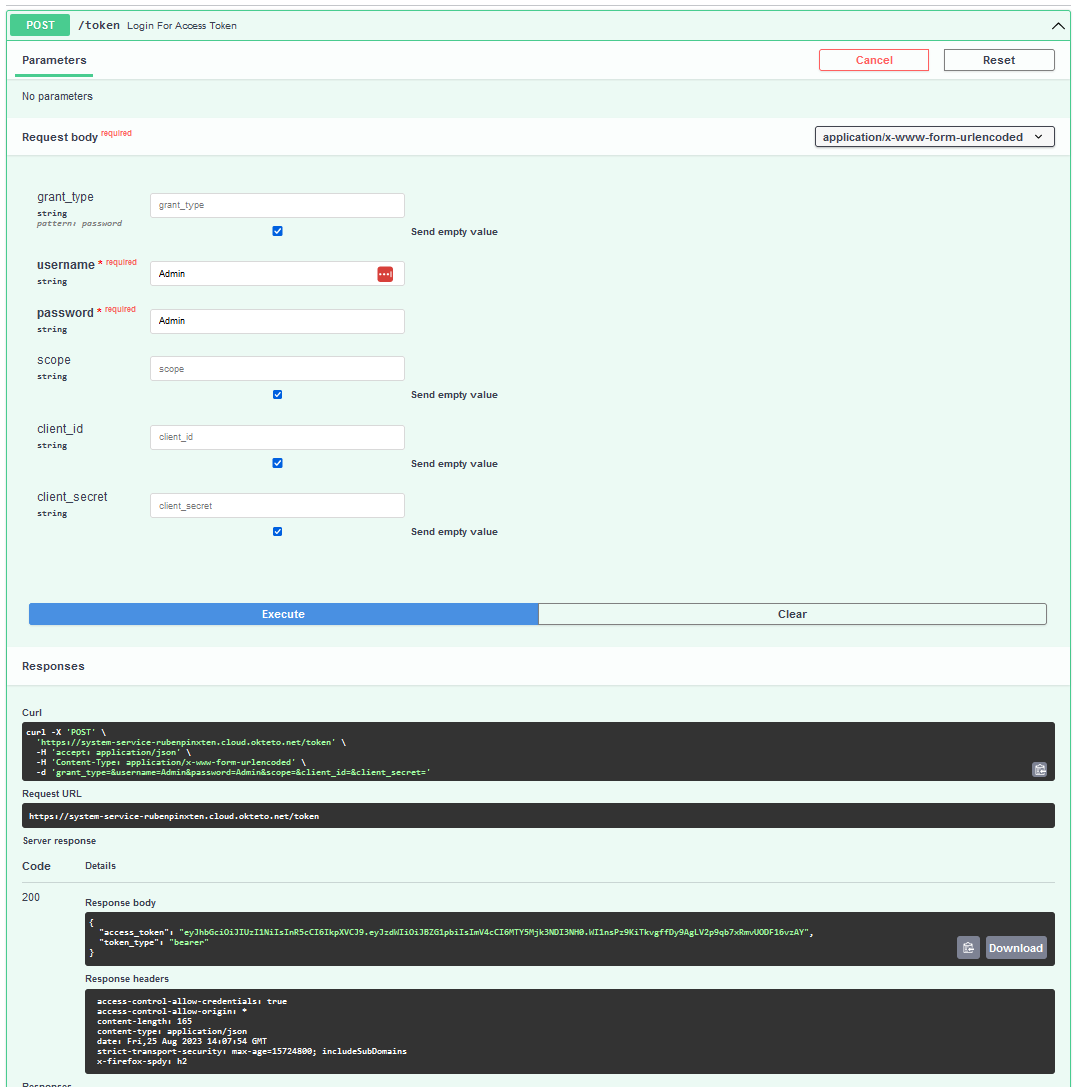 POST /token Login For Access Token
Parameters Cancel Reset
No parameters
Request body required application/x-www-form-urlencoded
grant_type grant_type
string
pattern: password
Send empty value
username * required Admin
string
password * required Admin
string
scope scope
string
Send empty value
client_id client_id
string
Send empty value
client_secret client_secret
string
Send empty value
Execute Clear
Responses
Curl
curl -X 'POST' \
'https://system-service-rubenpinxten.cloud.okteto.net/token' \
-H 'accept: application/json' \
-H 'Content-Type: application/x-www-form-urlencoded' \
-d 'grant_type=&username=Admin&password=Admin&scope=&client_id=&client_secret='
Request URL
https://system-service-rubenpinxten.cloud.okteto.net/token
Server response
Code Details
200
Response body
{
"access_token": "eyJhbGciOiJIUzI1NiIsInR5cCI6IkpXVCJ9.eyJzdWIiOiJBZG1pbiIsImV4cCI6MTY5Mjk3NDI3NH0.WI1nsPz9KiTkvgffDy9AgLV2p9qb7xRmvUODF16vzAY",
"token_type": "bearer"
}
Download
Response headers
access-control-allow-credentials: true
access-control-allow-origin: *
content-length: 165
content-type: application/json
date: Fri,25 Aug 2023 14:07:54 GMT
strict-transport-security: max-age=15724800; includeSubDomains
x-firefox-spdy: h2
Responses